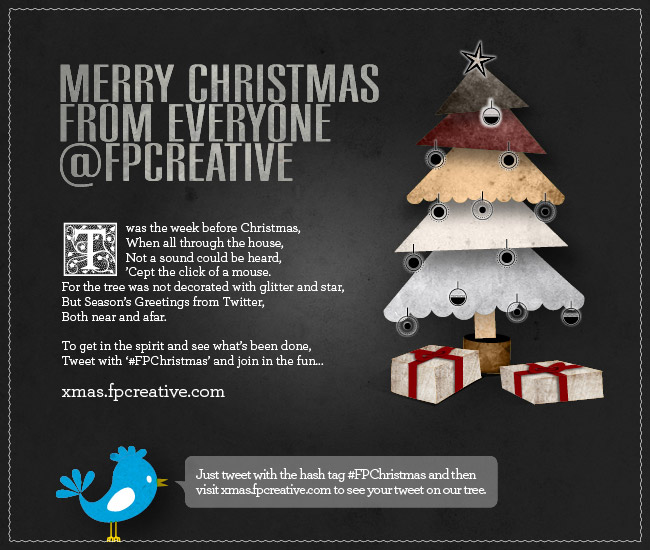 MERRY CHRISTMAS
FROM EVERYONE
@FPCREATIVE
T was the week before Christmas,
When all through the house,
Not a sound could be heard,
'Cept the click of a mouse.
For the tree was not decorated with glitter and star,
But Season's Greetings from Twitter,
Both near and afar.
To get in the spirit and see what's been done,
Tweet with '#FPChristmas' and join in the fun...
xmas.fpcreative.com
Just tweet with the hash tag #FPChristmas and then
visit xmas.fpcreative.com to see your tweet on our tree.